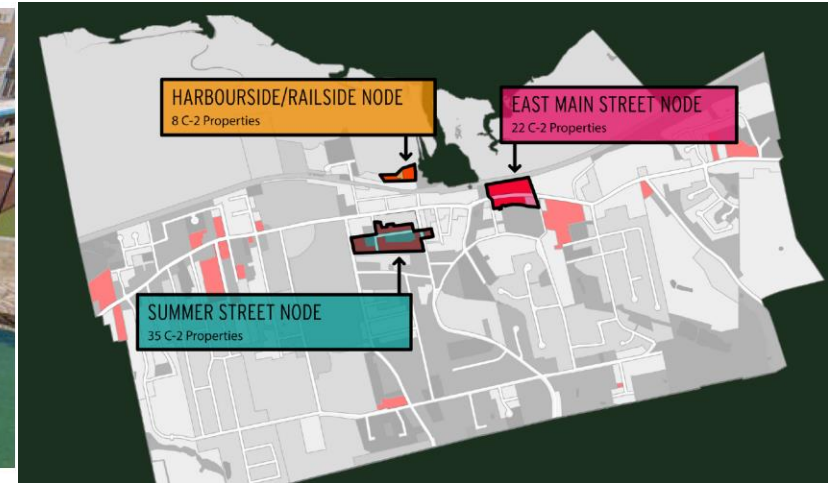 HARBOURSIDE/RAILSIDE NODE
8 C-2 Properties
EAST MAIN STREET NODE
22 C-2 Properties
SUMMER STREET NODE
35 C-2 Properties